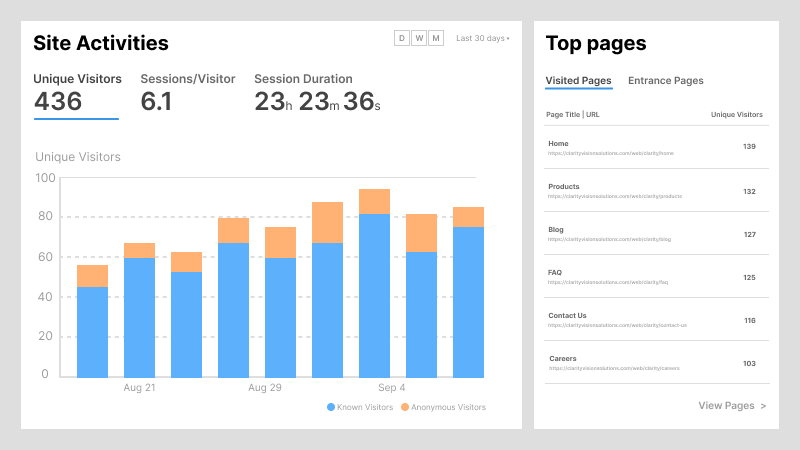 Site Activities
D W M
Last 30 days
Unique Visitors
436
Sessions/Visitor
6.1
Session Duration
23h 23m 36s
Unique Visitors
100
80
60
40
20
0
Aug 21
Aug 29
Sep 4
Known Visitors
Anonymous Visitors
Top pages
Visited Pages
Entrance Pages
Page Title | URL
Unique Visitors
Home
https://clarityvisionsolutions.com/web/clarity/home
139
Products
https://clarityvisionsolutions.com/web/clarity/products
132
Blog
https://clarityvisionsolutions.com/web/clarity/blog
127
FAQ
https://clarityvisionsolutions.com/web/clarity/faq
125
Contact Us
https://clarityvisionsolutions.com/web/clarity/contact-us
116
Careers
https://clarityvisionsolutions.com/web/clarity/careers
103
View Pages >